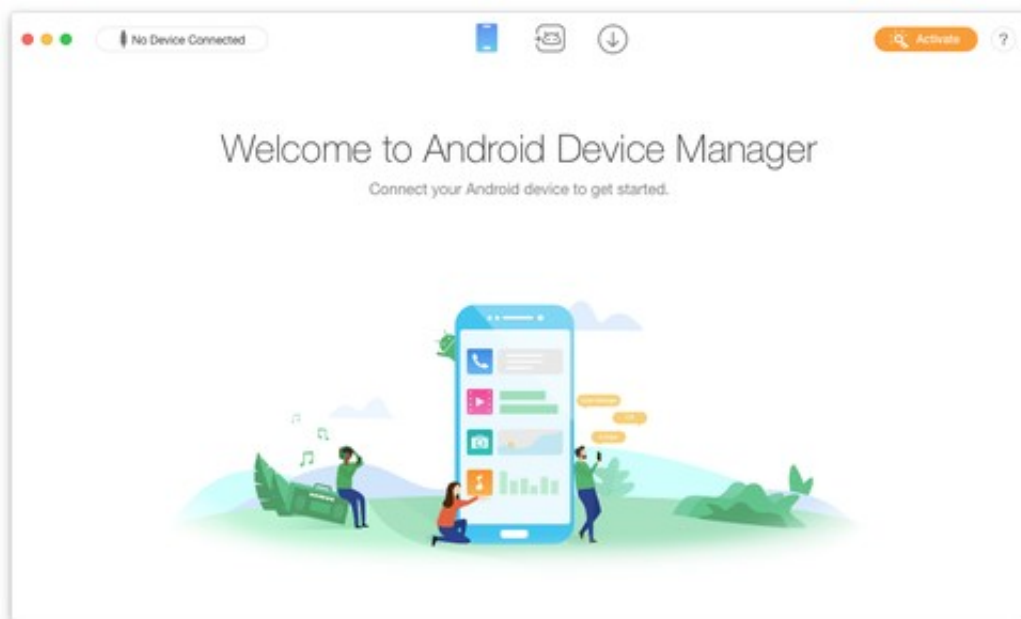 No Device Connected
Activate
?
Welcome to Android Device Manager
Connect your Android device to get started.